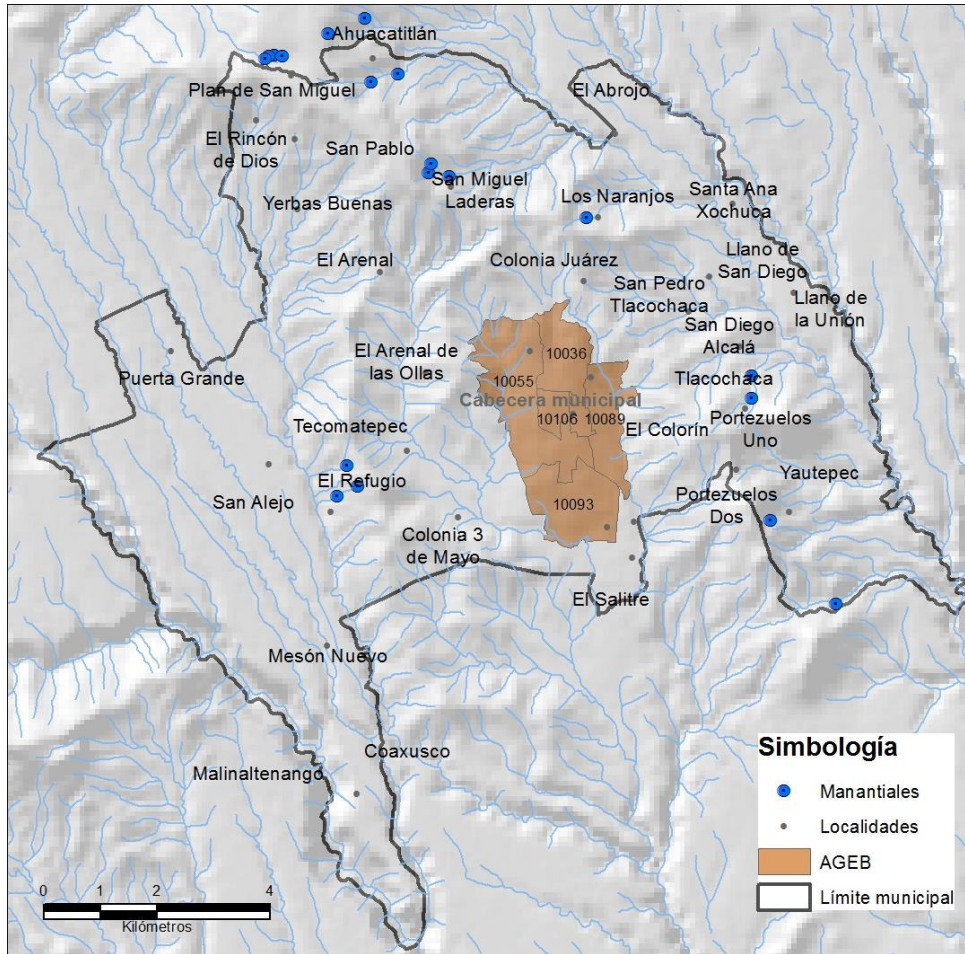 Ahuacatitlán
Plan de San Miguel
El Abrojo
El Rincón
de Dios
San Pablo
San Miguel
Laderas
Los Naranjos
Santa Ana
Xochuca
Yerbas Buenas
El Arenal
Colonia Juárez
Llano de
San Diego
San Pedro
Tlacochaca
Llano de
la Unión
San Diego
Alcalá
El Arenal de
las Ollas
10036
10055
Puerta Grande
Tlacochaca
Cabecera municipal
10106
10089
Portezuelos
Uno
Tecomatepec
El Colorín
El Refugio
Yautepec
San Alejo
10093
Portezuelos
Dos
Colonia 3
de Mayo
El Salitre
Mesón Nuevo
Coaxusco
Malinaltenango
Simbología
Manantiales
Localidades
AGEB
Límite municipal
0 1 2 4
Kilómetros